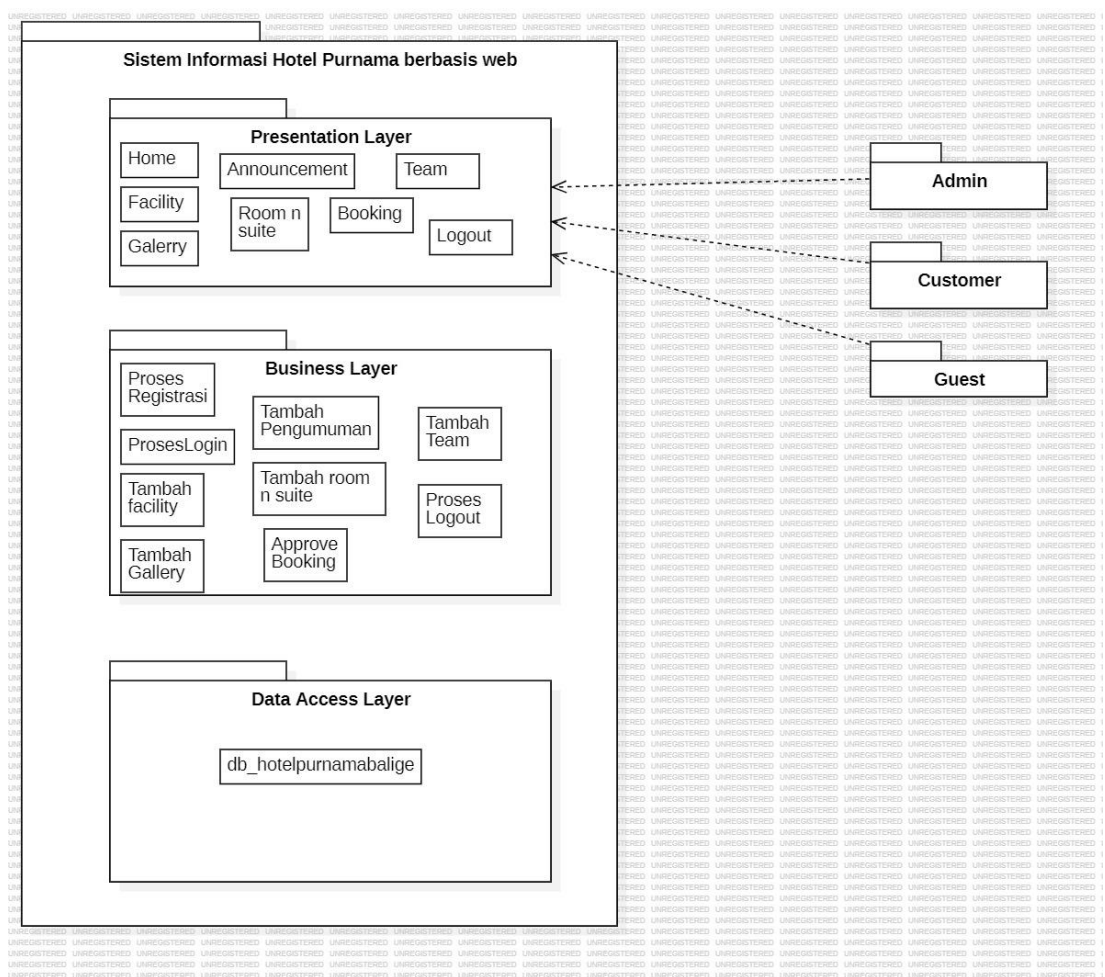 Sistem Informasi Hotel Purnama berbasis web
Presentation Layer
Home
Announcement
Team
Facility
Room n
suite
Booking
Galerry
Logout
Admin
Customer
Guest
Business Layer
Proses
Registrasi
Tambah
Pengumuman
Tambah
Team
ProsesLogin
Tambah room
n suite
Tambah
facility
Proses
Logout
Approve
Booking
Tambah
Gallery
Data Access Layer
db_hotelpurnamabalige
UNREGISTERED